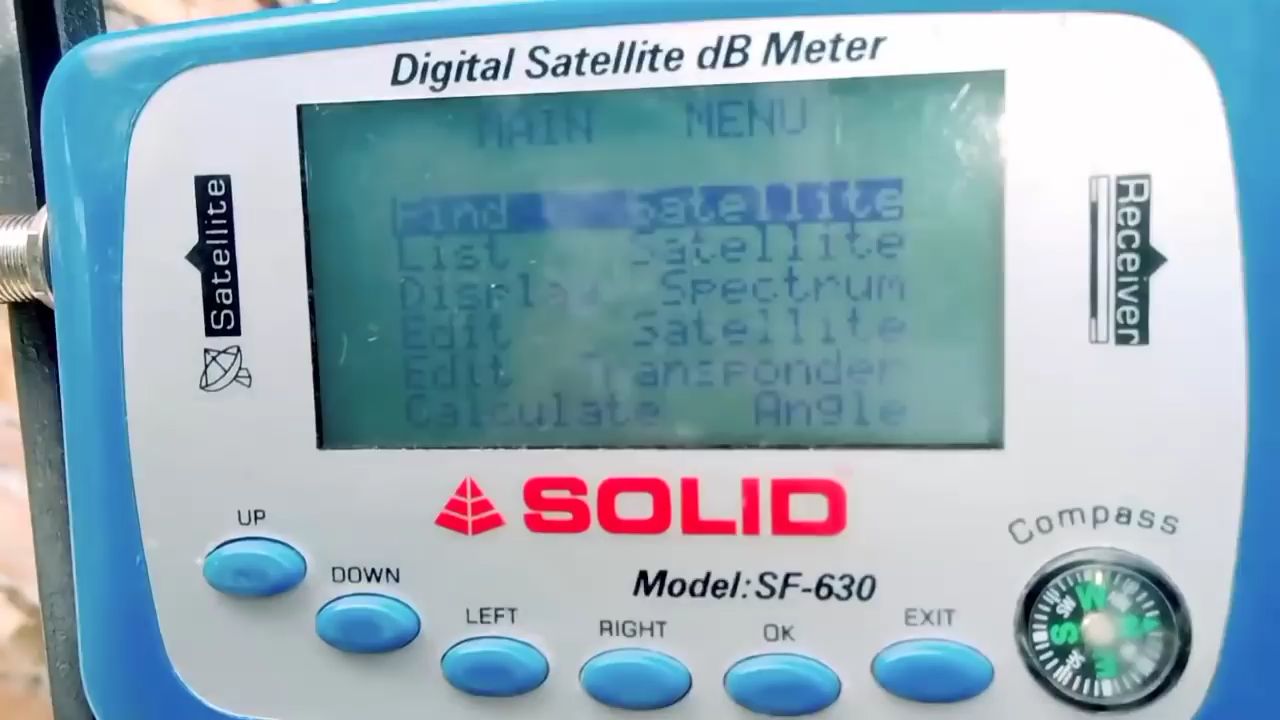 Digital Satellite dB Meter
MAIN MENU
Find Satellite
List Satellite
Display Spectrum
Edit Satellite
Edit Transponder
Calculate Angle
Satellite
Receiver
SOLID
Model:SF-630
UP
DOWN
LEFT
RIGHT
OK
EXIT
Compass
W
S
E
SW